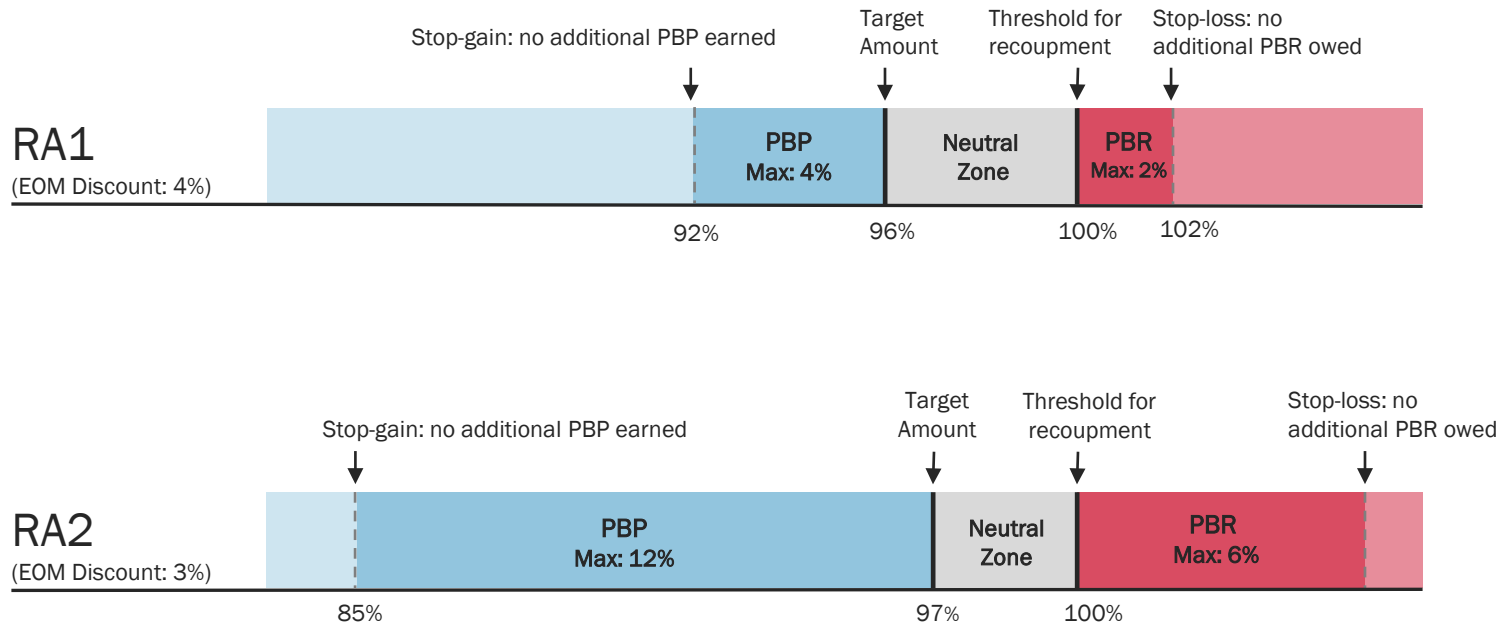 Stop-gain: no additional PBP earned
Target
Amount
Threshold for
recoupment
Stop-loss: no
additional PBR owed
RA1
(EOM Discount: 4%)
PBP
Max: 4%
Neutral
Zone
PBR
Max: 2%
92%
96%
100%
102%
Stop-gain: no additional PBP earned
Target
Amount
Threshold for
recoupment
Stop-loss: no
additional PBR owed
RA2
(EOM Discount: 3%)
PBP
Max: 12%
Neutral
Zone
PBR
Max: 6%
85%
97%
100%